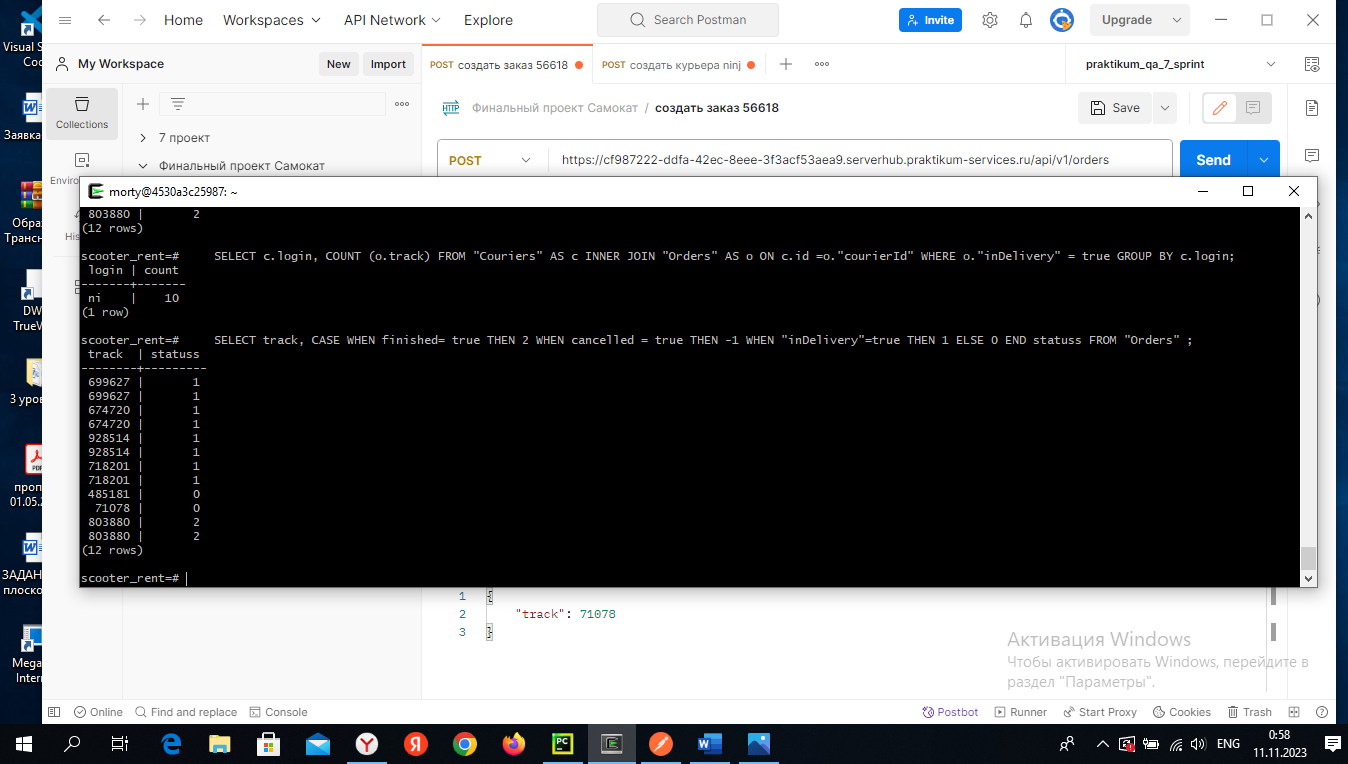 Home Workspaces API Network Explore Search Postman Invite Upgrade
Visual S
Coc
My Workspace New Import POST создать заказ 56618 POST создать курьера ninj praktikum_qa_7_sprint
Collections
Финальный проект Самокат / создать заказ 56618 Save
Заявка
7 проект
Финальный проект Самокат
POST https://cf987222-ddfa-42ec-8eee-3f3acf53aea9.serverhub.praktikum-services.ru/api/v1/orders Send
Enviro
morty@4530a3c25987: ~
803880 | 2
(12 rows)
Обра
Трансн
His
scooter_rent=# SELECT c.login, COUNT (o.track) FROM "Couriers" AS c INNER JOIN "Orders" AS o ON c.id =o."courierId" WHERE o."inDelivery" = true GROUP BY c.login;
login | count
-------+-------
ni | 10
(1 row)
DW
TrueV
scooter_rent=# SELECT track, CASE WHEN finished= true THEN 2 WHEN cancelled = true THEN -1 WHEN "inDelivery"=true THEN 1 ELSE 0 END statuss FROM "Orders" ;
track | statuss
--------+---------
699627 | 1
699627 | 1
674720 | 1
674720 | 1
928514 | 1
928514 | 1
718201 | 1
718201 | 1
485181 | 0
71078 | 0
803880 | 2
803880 | 2
(12 rows)
3 уров
PDF
проп
01.05.2
scooter_rent=#
ЗАДАН
плоско
1 {
2 "track": 71078
3 }
Mega
Inter
Активация Windows
Чтобы активировать Windows, перейдите в
раздел "Параметры".
Online Find and replace Console Postbot Runner Start Proxy Cookies Trash
ENG
0:58
11.11.2023